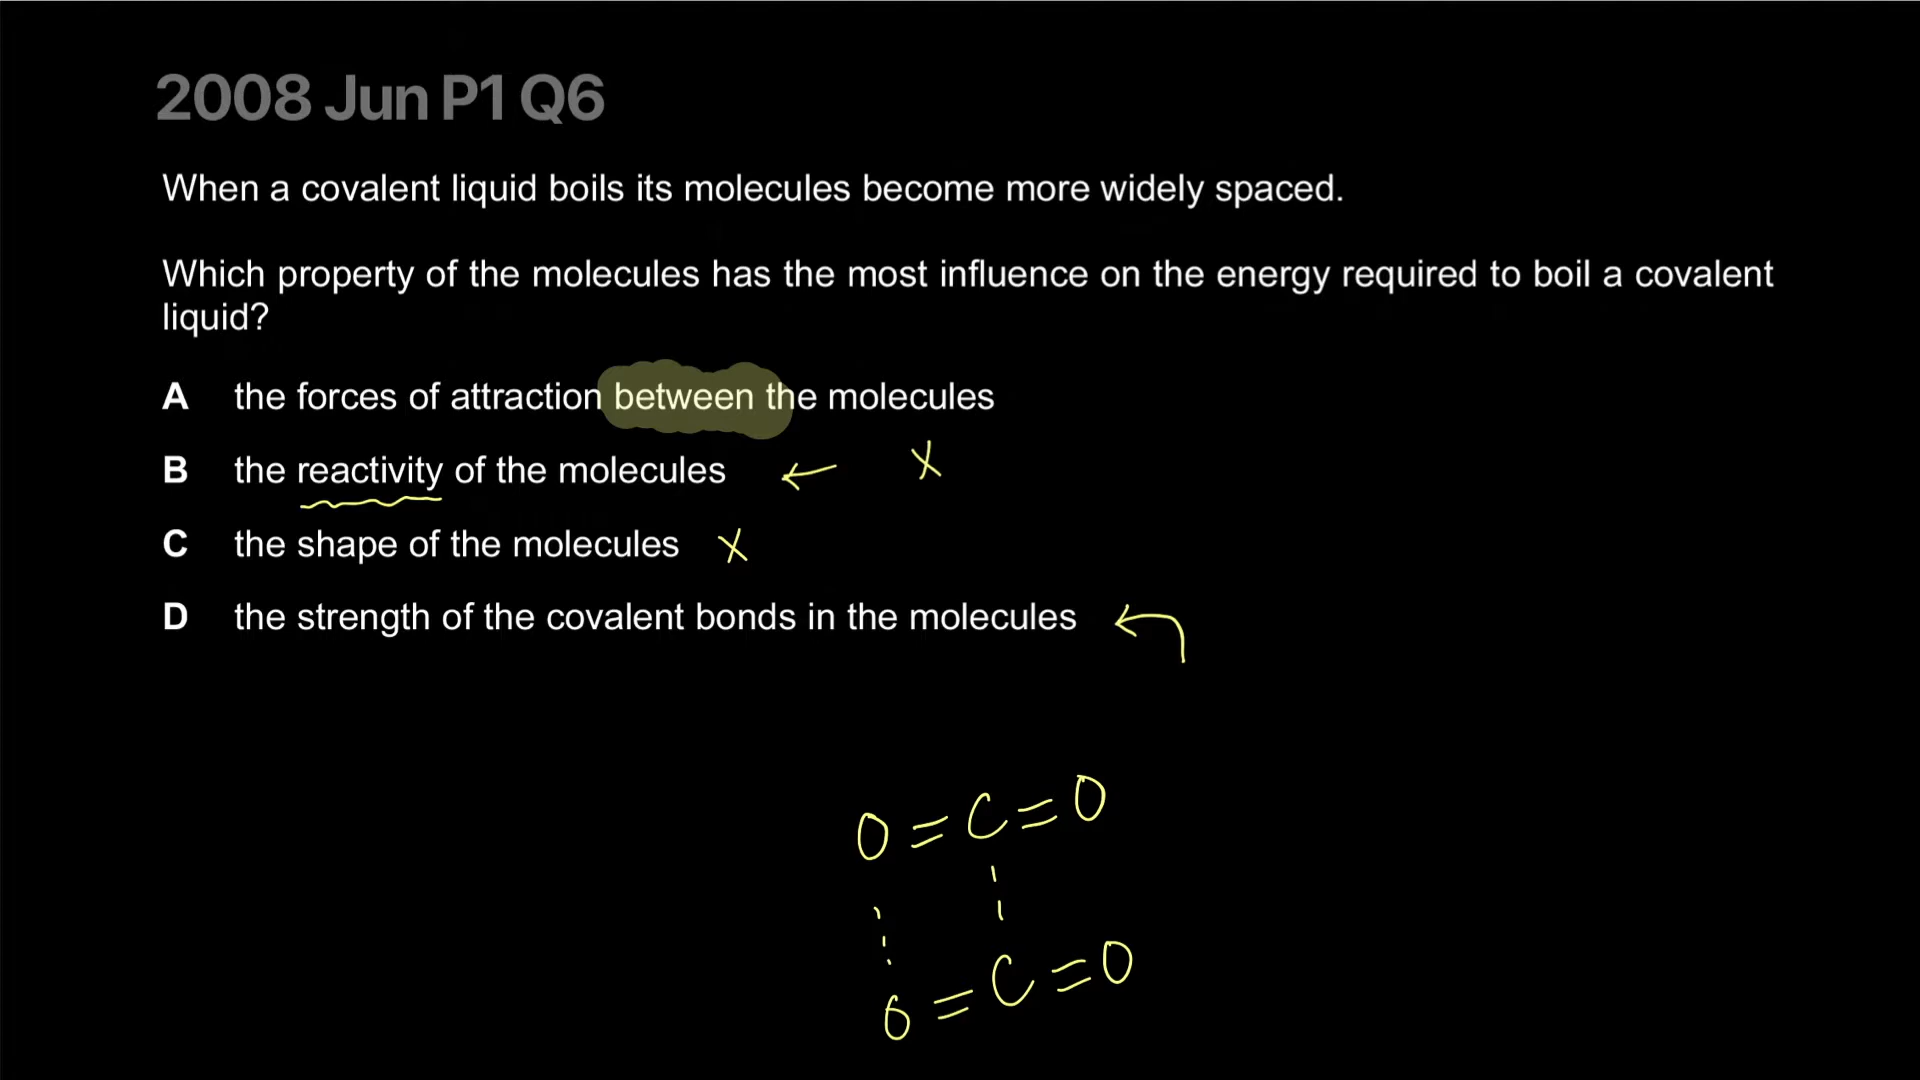 2008 Jun P1 Q6
When a covalent liquid boils its molecules become more widely spaced.
Which property of the molecules has the most influence on the energy required to boil a covalent
liquid?
A the forces of attraction between the molecules
B the reactivity of the molecules ← X
C the shape of the molecules X
D the strength of the covalent bonds in the molecules
O=C=O
O=C=O